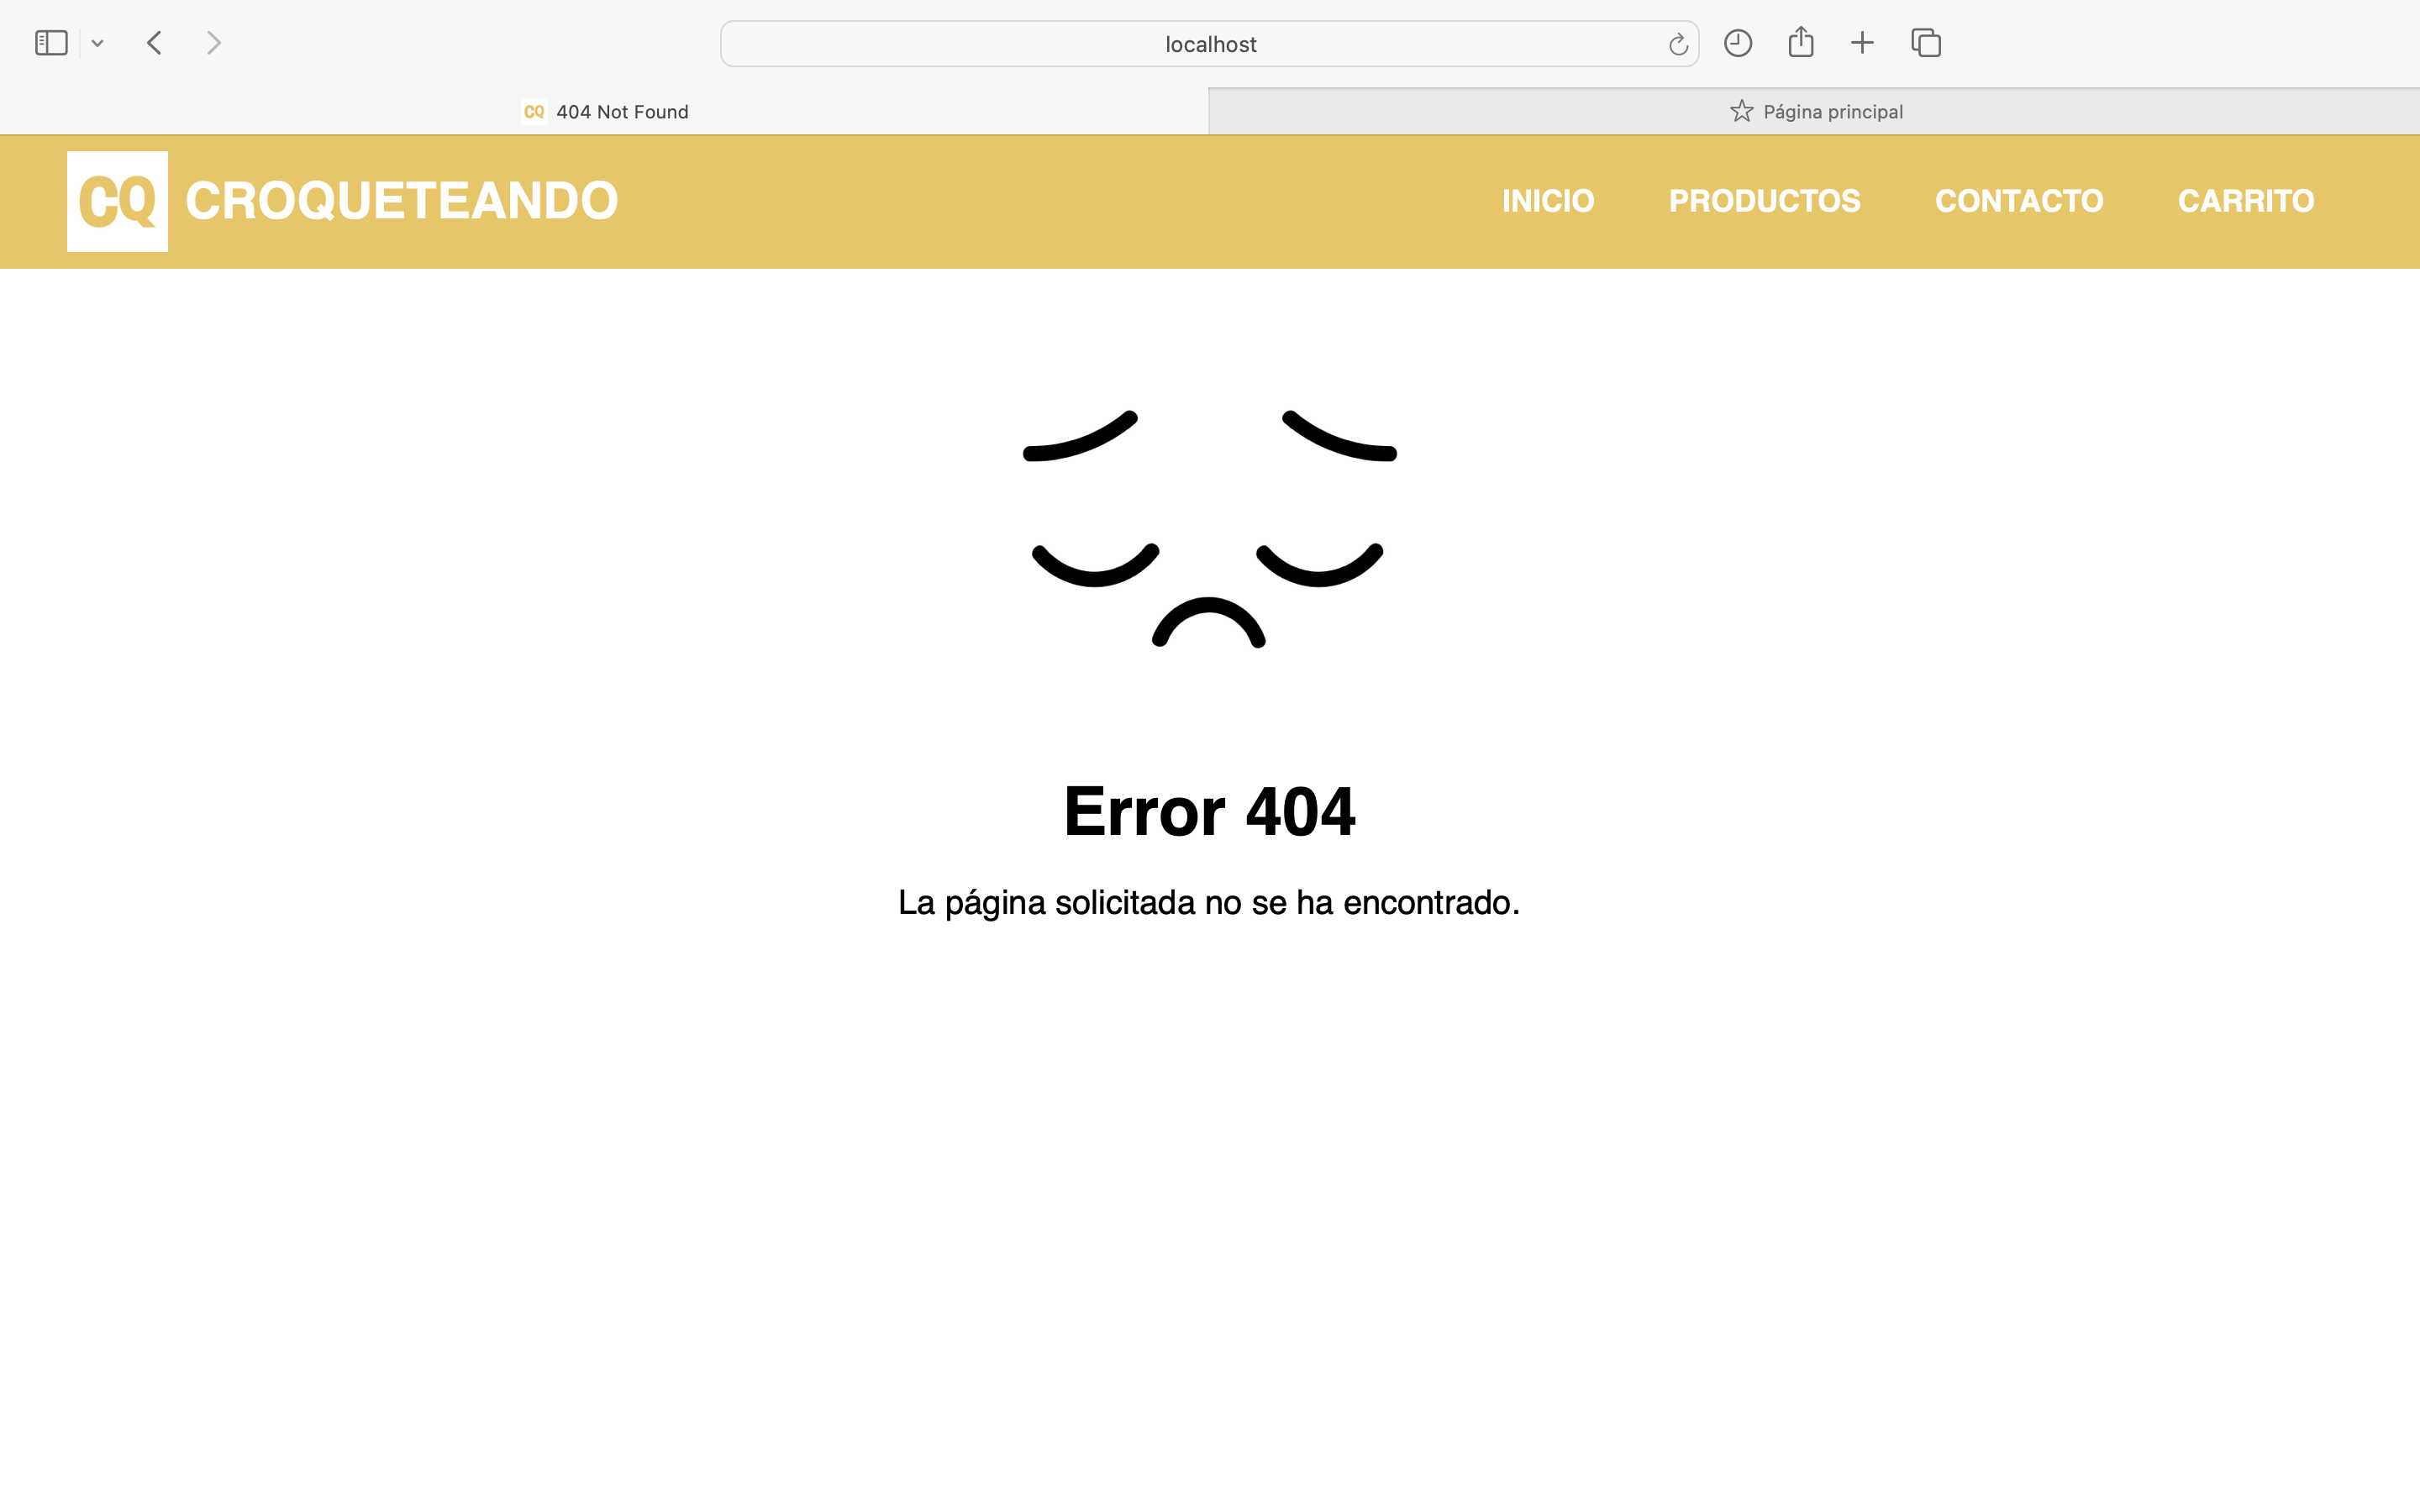 localhost
CQ 404 Not Found
Página principal
CQ CROQUETEANDO
INICIO PRODUCTOS CONTACTO CARRITO
Error 404
La página solicitada no se ha encontrado.